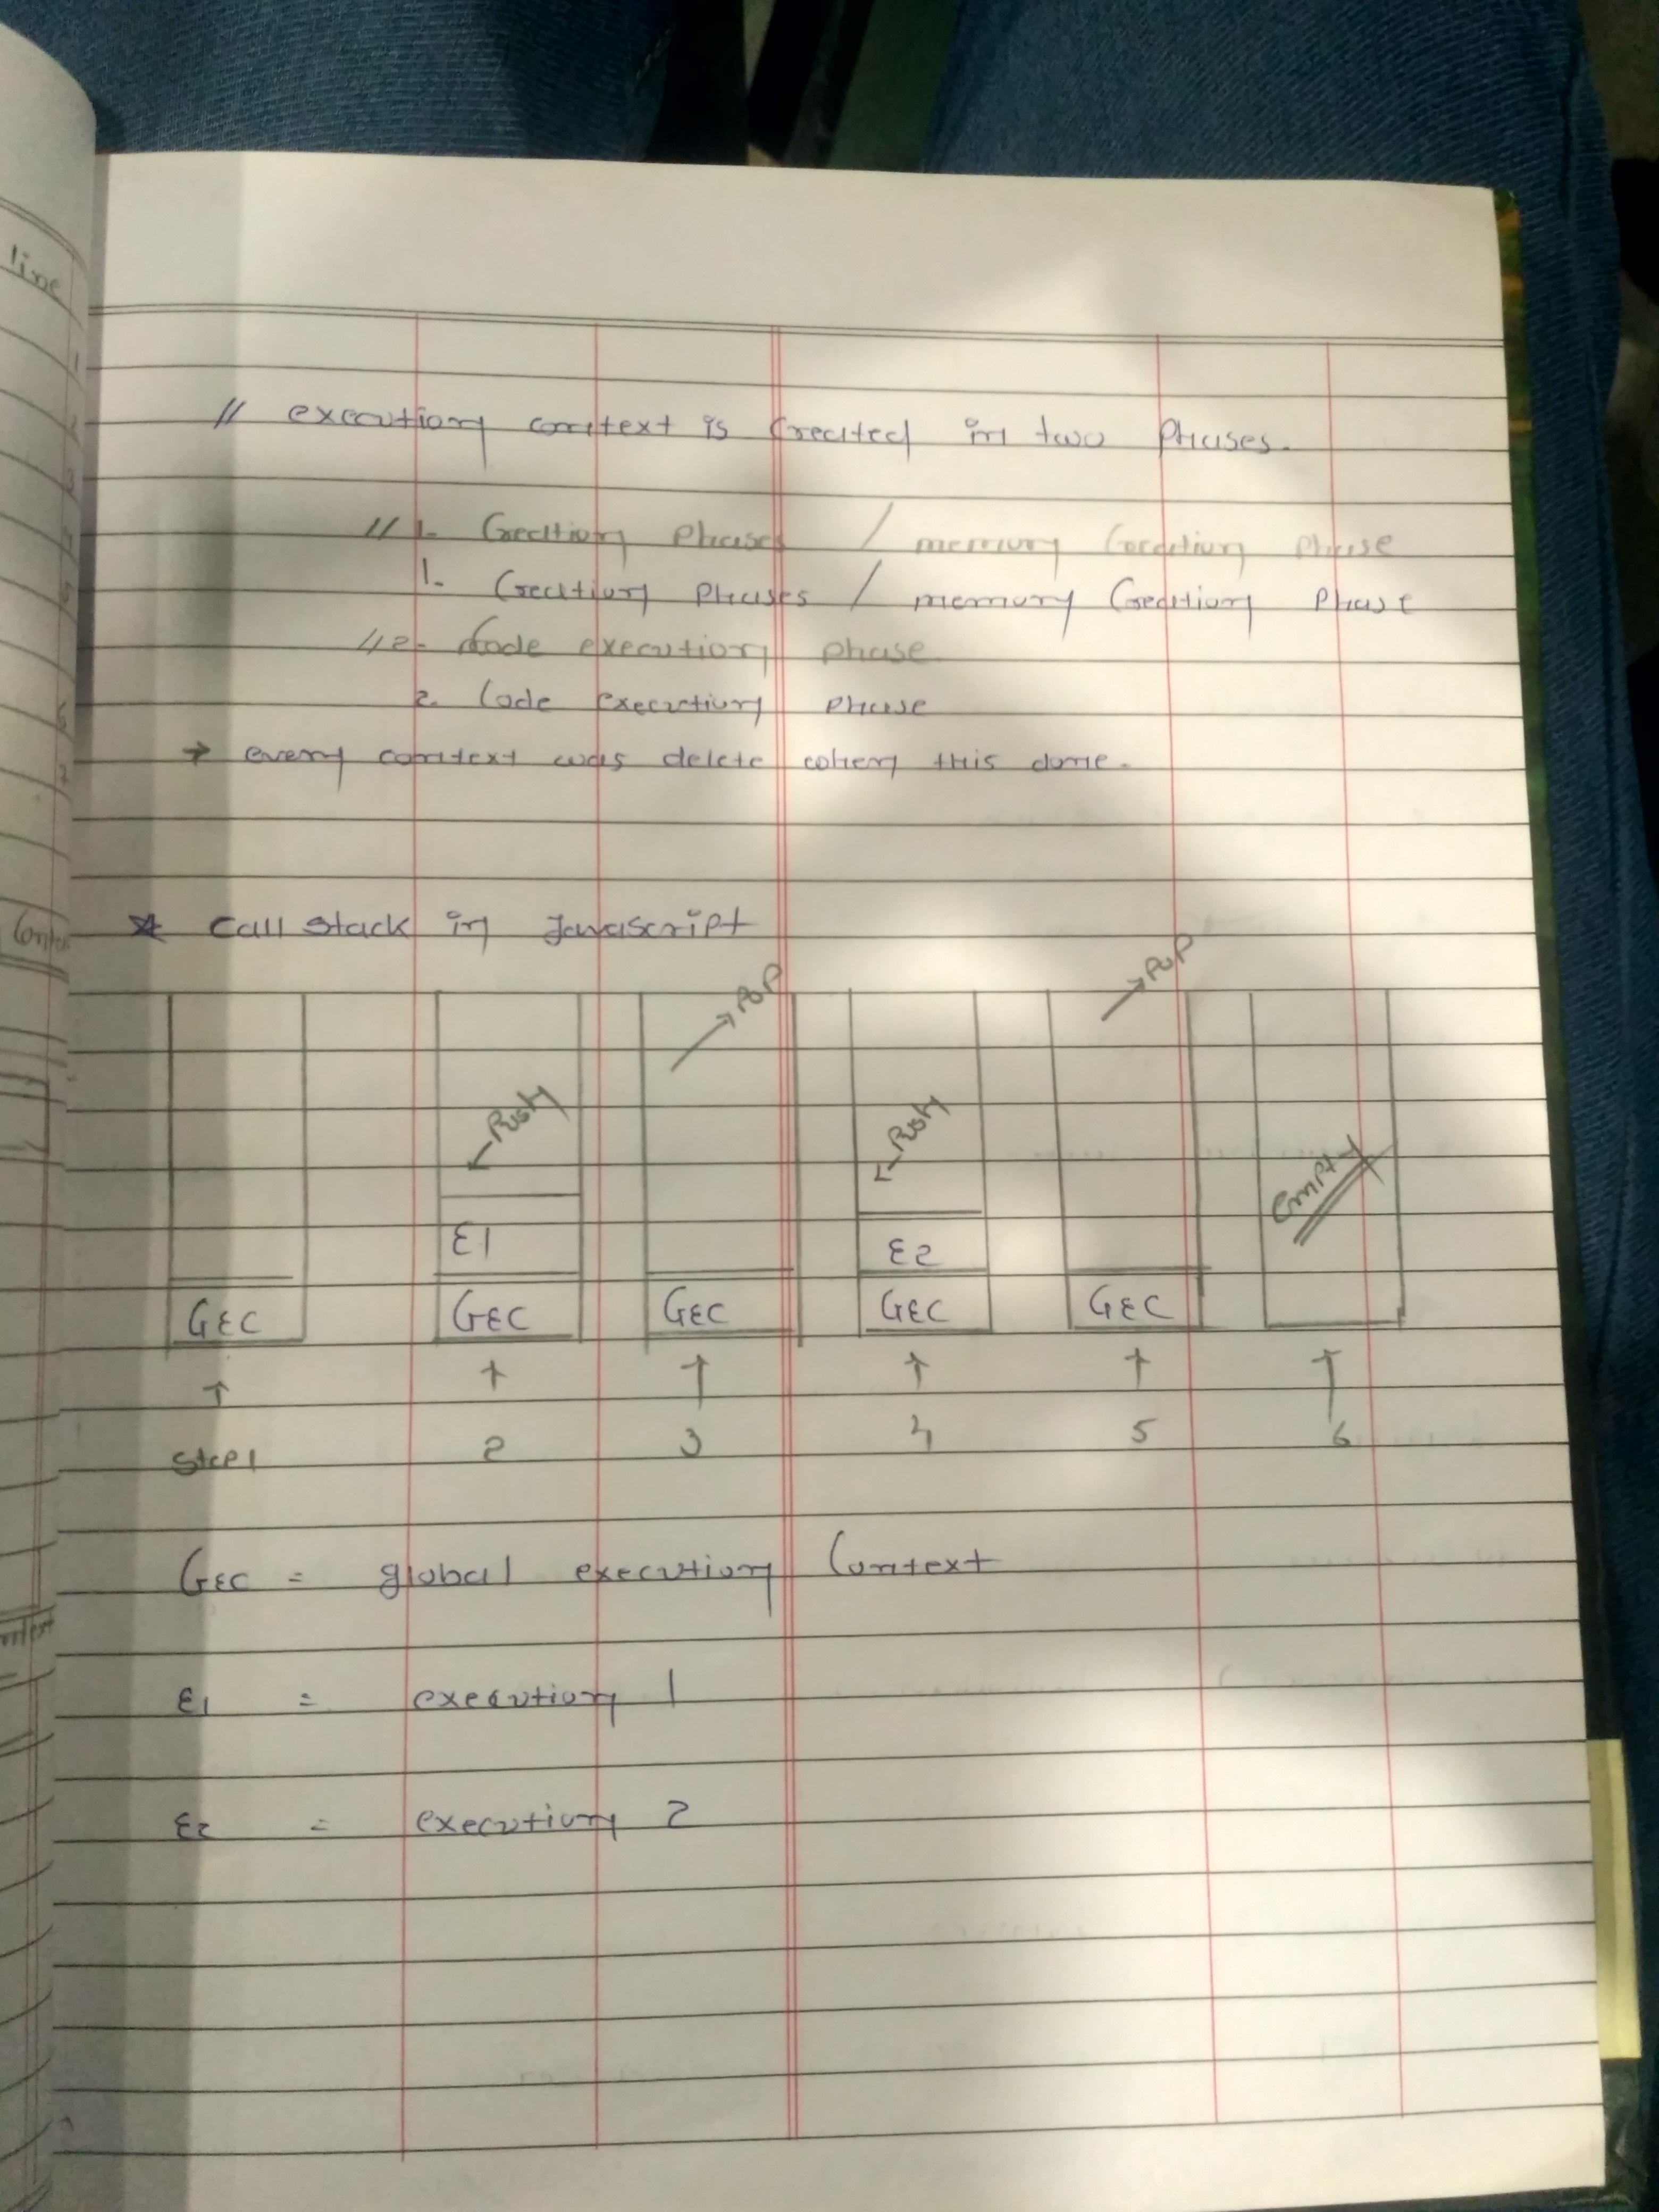 line
// execution context is created in two phases.
// 1. Creation phases / memory Creation phase
1. Creation phases / memory Creation phase
// 2. Code execution phase
2. Code execution phase
→ every context was delete when this done.
* Call stack in Javascript
→ POP
→ POP
← Push
← Push
Empty
E1
E2
GEC GEC GEC GEC GEC
↑ ↑ ↑ ↑ ↑ ↑
Step 1 2 3 4 5 6
GEC = global execution Context
E1 = execution 1
E2 = execution 2